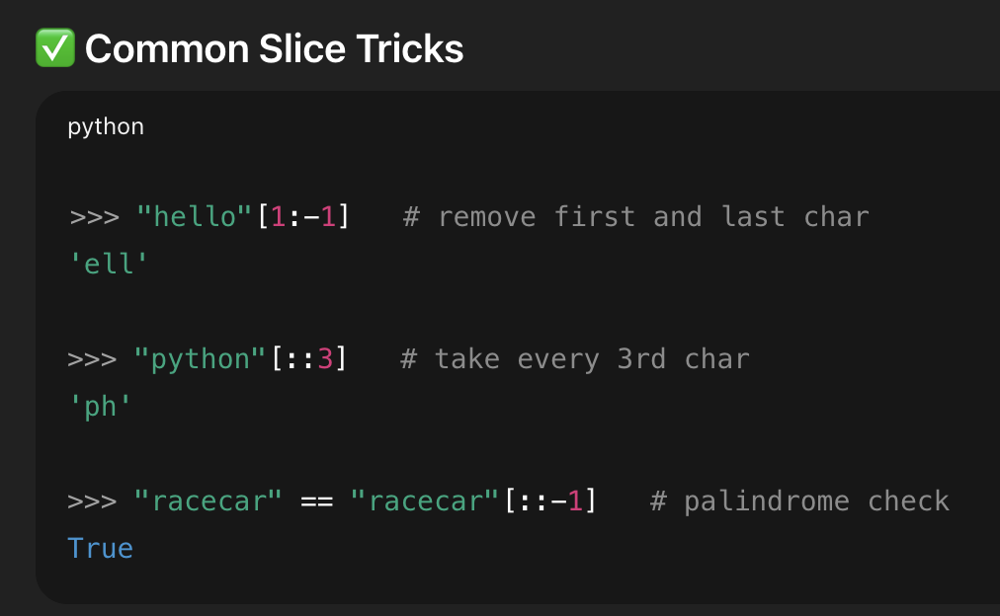 ✅ Common Slice Tricks
python
>>> "hello"[1:-1]   # remove first and last char
'ell'
>>> "python"[::3]   # take every 3rd char
'ph'
>>> "racecar" == "racecar"[::-1]   # palindrome check
True